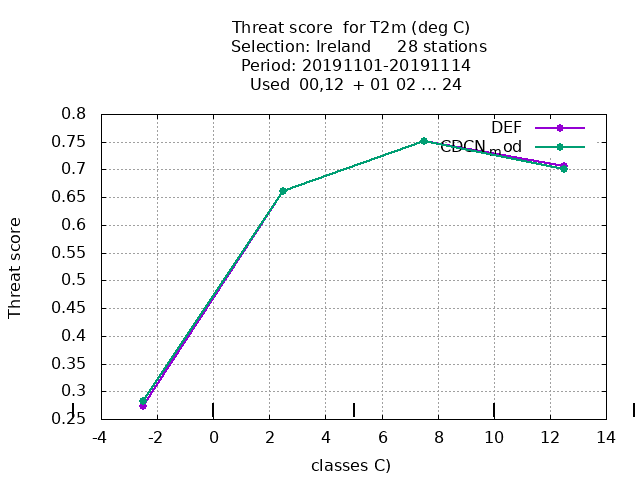 Threat score for T2m (deg C)
Selection: Ireland 28 stations
Period: 20191101-20191114
Used 00,12 + 01 02 ... 24
0.8
0.75
0.7
0.65
0.6
0.55
0.5
0.45
0.4
0.35
0.3
0.25
-4 -2 0 2 4 6 8 10 12 14
Threat score
classes C)
DEF
CDCN_mod